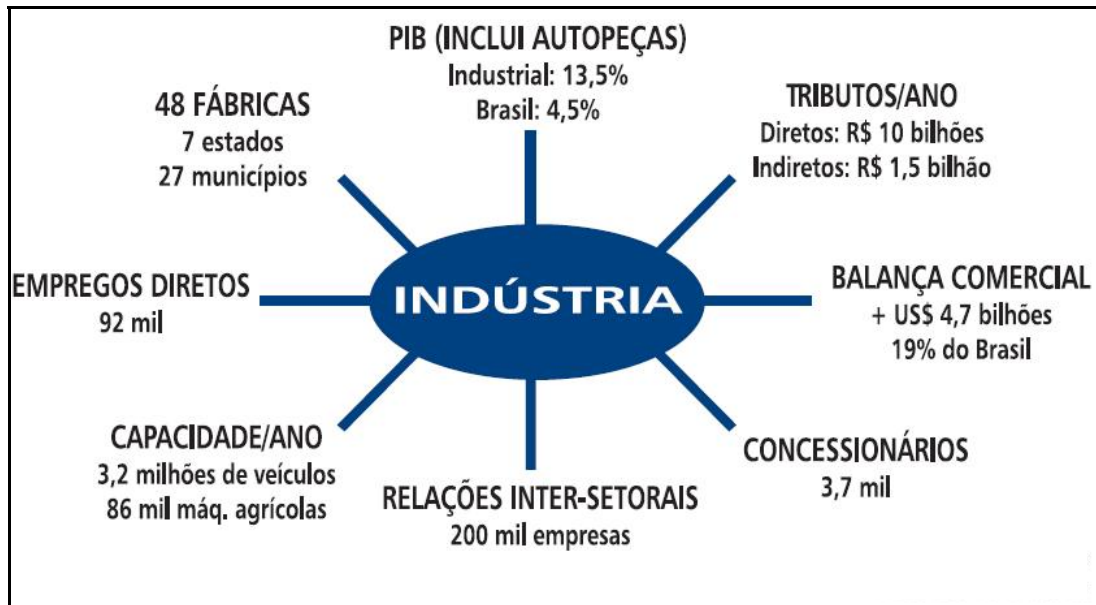 PIB (INCLUI AUTOPEÇAS)
Industrial: 13,5%
Brasil: 4,5%
48 FÁBRICAS
7 estados
27 municípios
TRIBUTOS/ANO
Diretos: R$ 10 bilhões
Indiretos: R$ 1,5 bilhão
EMPREGOS DIRETOS
92 mil
INDÚSTRIA
BALANÇA COMERCIAL
+ US$ 4,7 bilhões
19% do Brasil
CAPACIDADE/ANO
3,2 milhões de veículos
86 mil máq. agrícolas
RELAÇÕES INTER-SETORAIS
200 mil empresas
CONCESSIONÁRIOS
3,7 mil